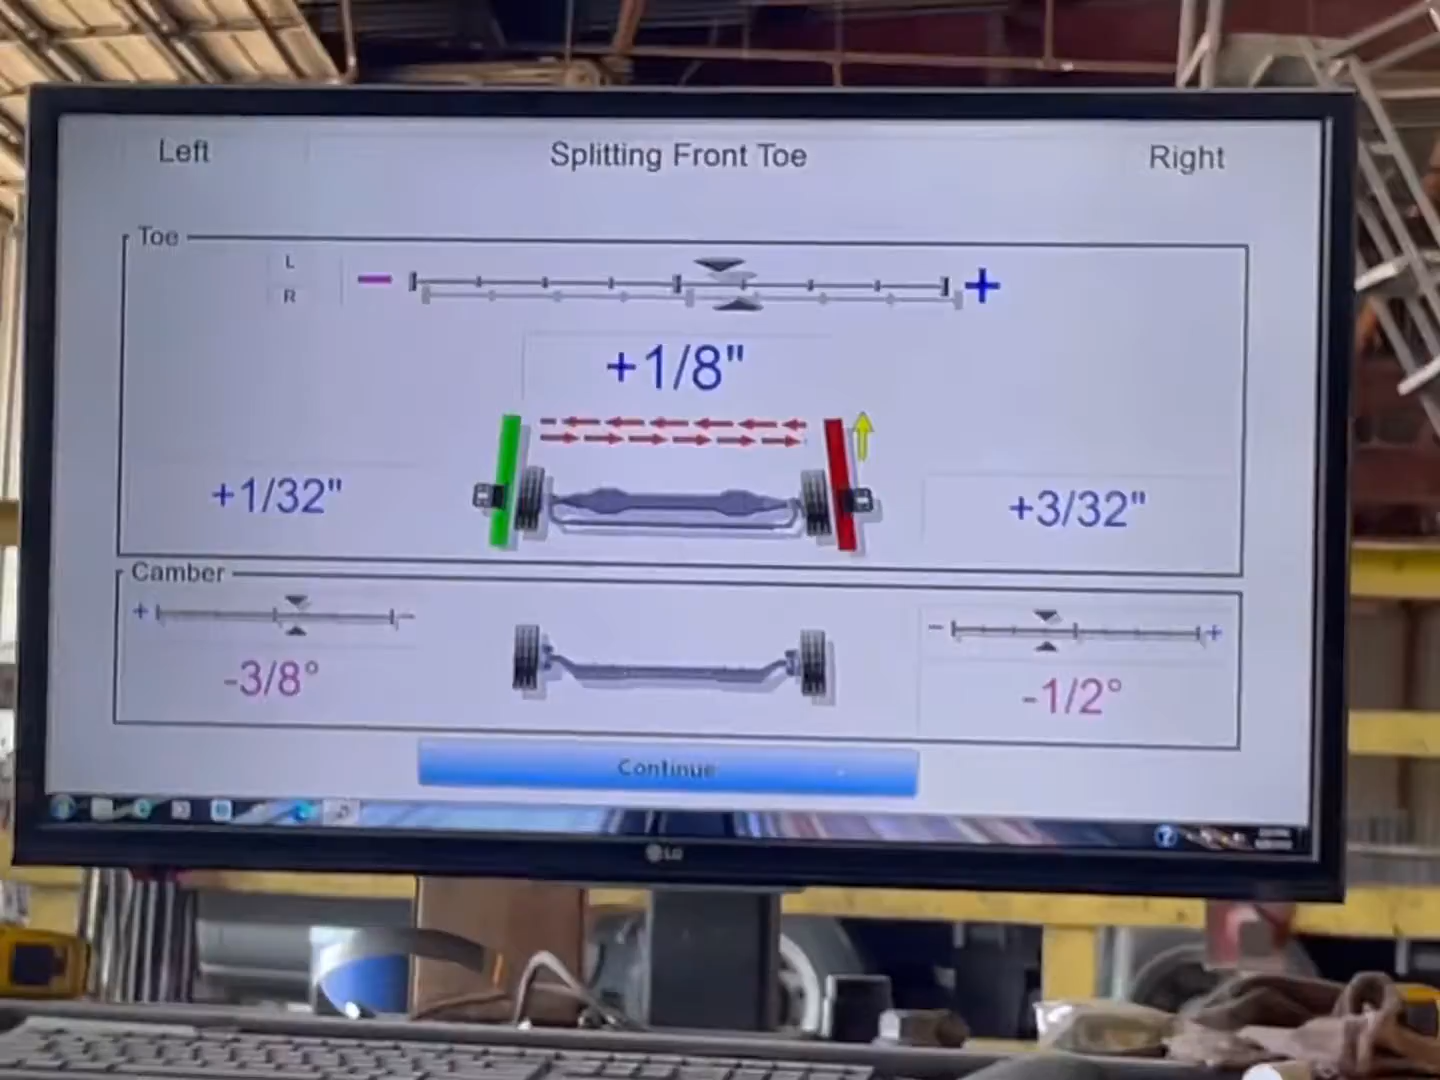 Left Splitting Front Toe Right
Toe
L
R
− +
+1/8"
+1/32" +3/32"
Camber
+ − − +
-3/8° -1/2°
Continue
LG